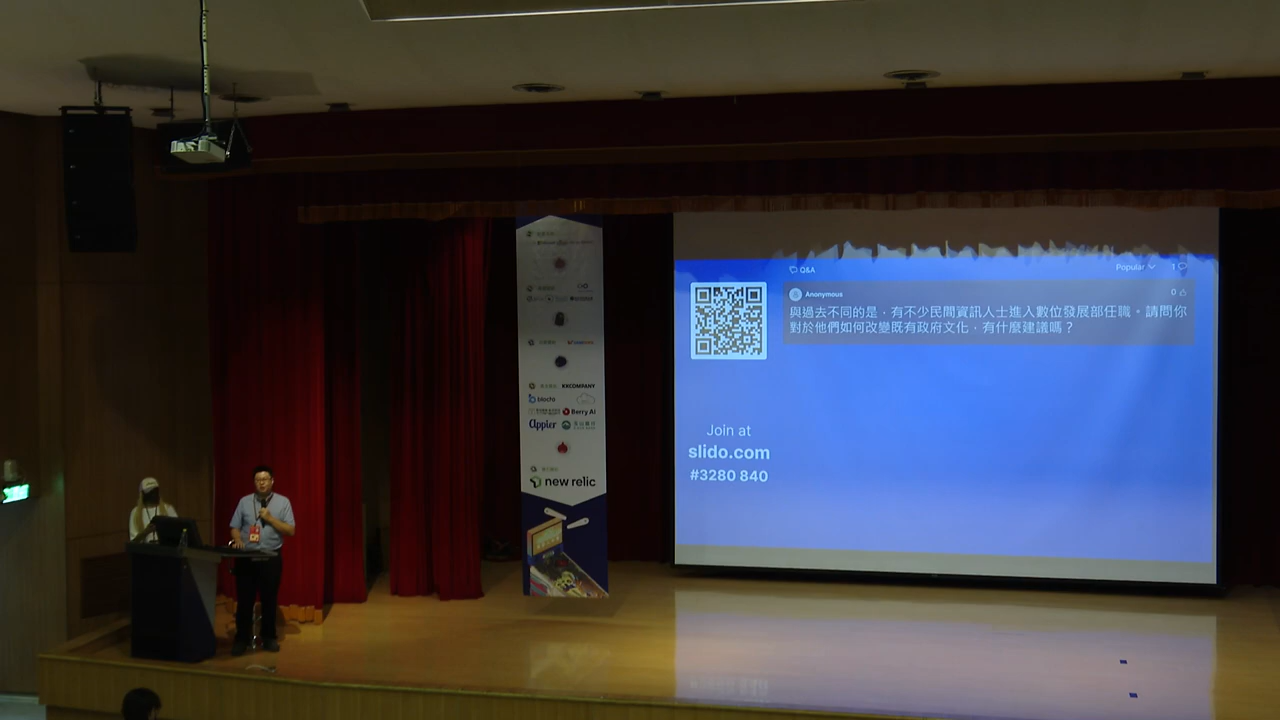 Q&A
Popular
1
Anonymous
0
與過去不同的是，有不少民間資訊人士進入數位發展部任職。請問你
對於他們如何改變既有政府文化，有什麼建議嗎？
Join at
slido.com
#3280 840
KKCOMPANY
Mochi
Berry AI
Appier
new relic